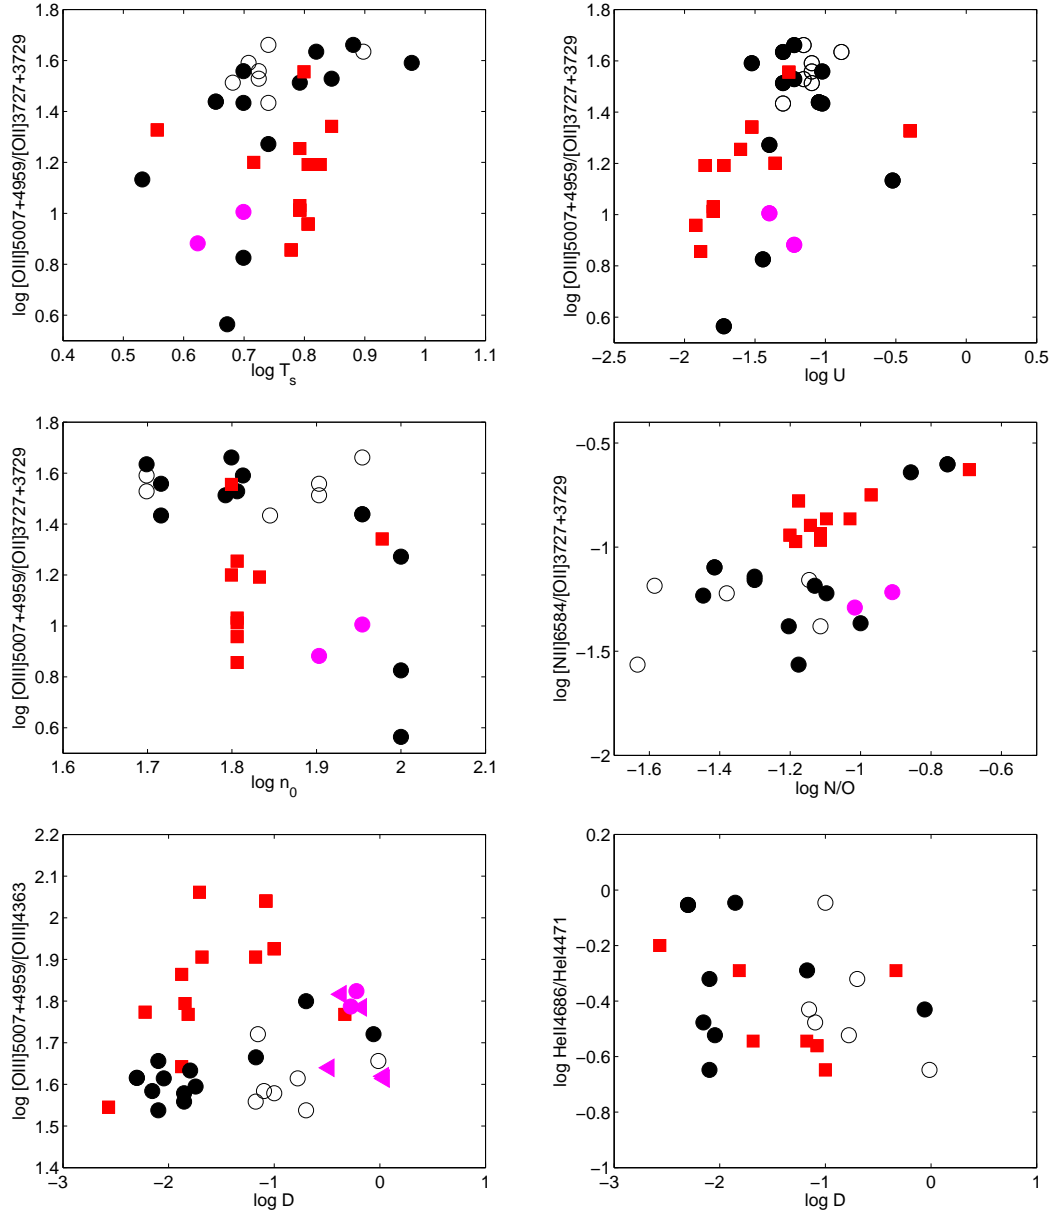 log [OIII]5007+4959/[OII]3727+3729
1.8
1.6
1.4
1.2
1
0.8
0.6
0.4 0.5 0.6 0.7 0.8 0.9 1 1.1
log T_s
log [OIII]5007+4959/[OII]3727+3729
1.8
1.6
1.4
1.2
1
0.8
0.6
−2.5 −2 −1.5 −1 −0.5 0 0.5
log U
log [OIII]5007+4959/[OII]3727+3729
1.8
1.6
1.4
1.2
1
0.8
0.6
1.6 1.7 1.8 1.9 2 2.1
log n_0
log [NII]6584/[OII]3727+3729
−0.5
−1
−1.5
−2
−1.6 −1.4 −1.2 −1 −0.8 −0.6
log N/O
log [OIII]5007+4959/[OIII]4363
2.2
2.1
2
1.9
1.8
1.7
1.6
1.5
1.4
−3 −2 −1 0 1
log D
log HeII4686/HeI4471
0.2
0
−0.2
−0.4
−0.6
−0.8
−1
−3 −2 −1 0 1
log D